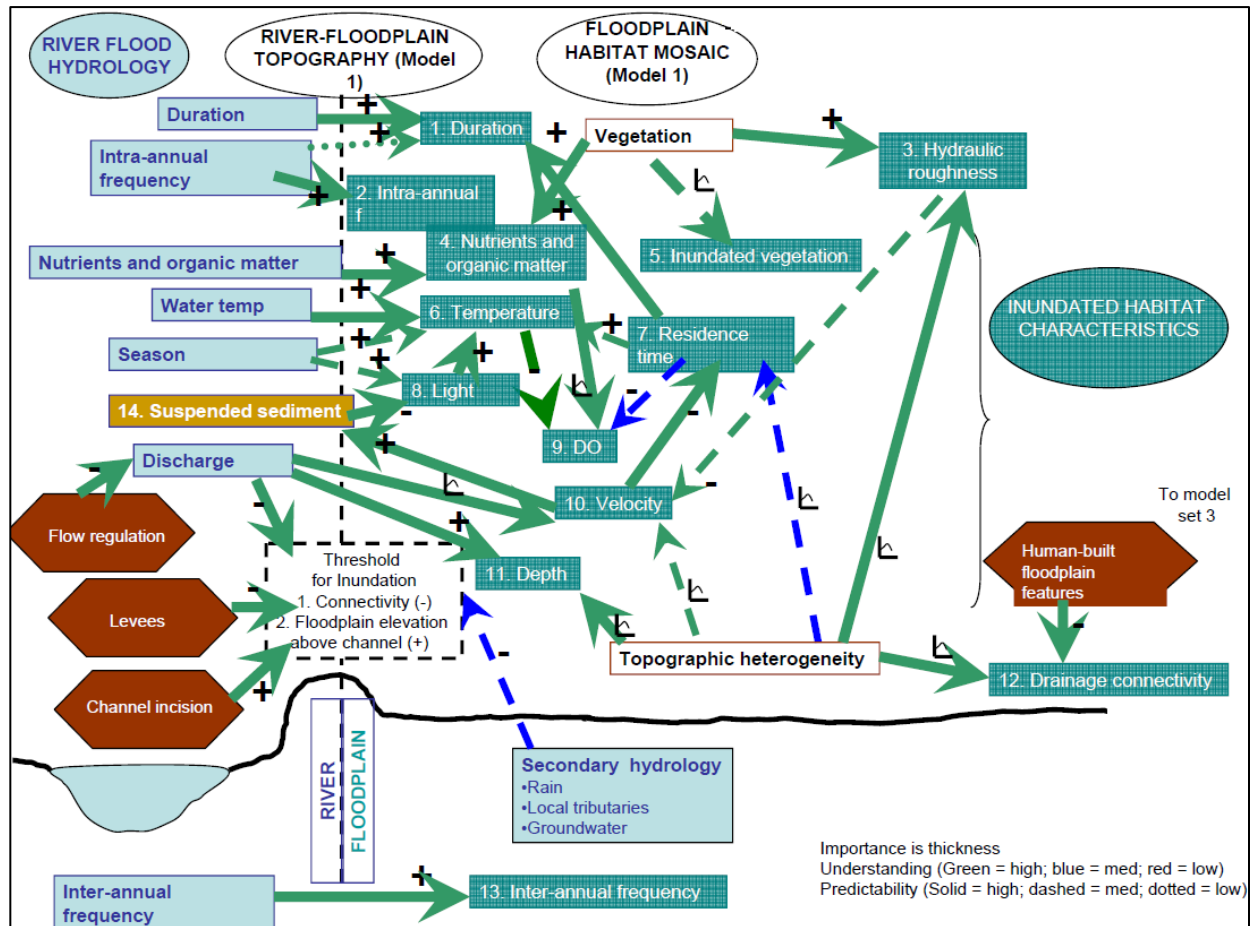 RIVER FLOOD
HYDROLOGY
RIVER-FLOODPLAIN
TOPOGRAPHY (Model
1)
FLOODPLAIN
HABITAT MOSAIC
(Model 1)
Duration
+
+
1. Duration
+
Vegetation
+
3. Hydraulic
roughness
Intra-annual
frequency
+
2. Intra-annual
f
+
4. Nutrients and
organic matter
5. Inundated vegetation
Nutrients and organic matter
+
+
INUNDATED HABITAT
CHARACTERISTICS
Water temp
6. Temperature
Season
+
+
+
-
+
7. Residence
time
8. Light
-
14. Suspended sediment
-
-
9. DO
Discharge
-
+
10. Velocity
-
Flow regulation
-
Threshold
for Inundation
1. Connectivity (-)
2. Floodplain elevation
above channel (+)
11. Depth
To model
set 3
Human-built
floodplain
features
-
Levees
-
-
Topographic heterogeneity
12. Drainage connectivity
Channel incision
+
RIVER
FLOODPLAIN
Secondary hydrology
•Rain
•Local tributaries
•Groundwater
Importance is thickness
Understanding (Green = high; blue = med; red = low)
Predictability (Solid = high; dashed = med; dotted = low)
Inter-annual
frequency
+
13. Inter-annual frequency